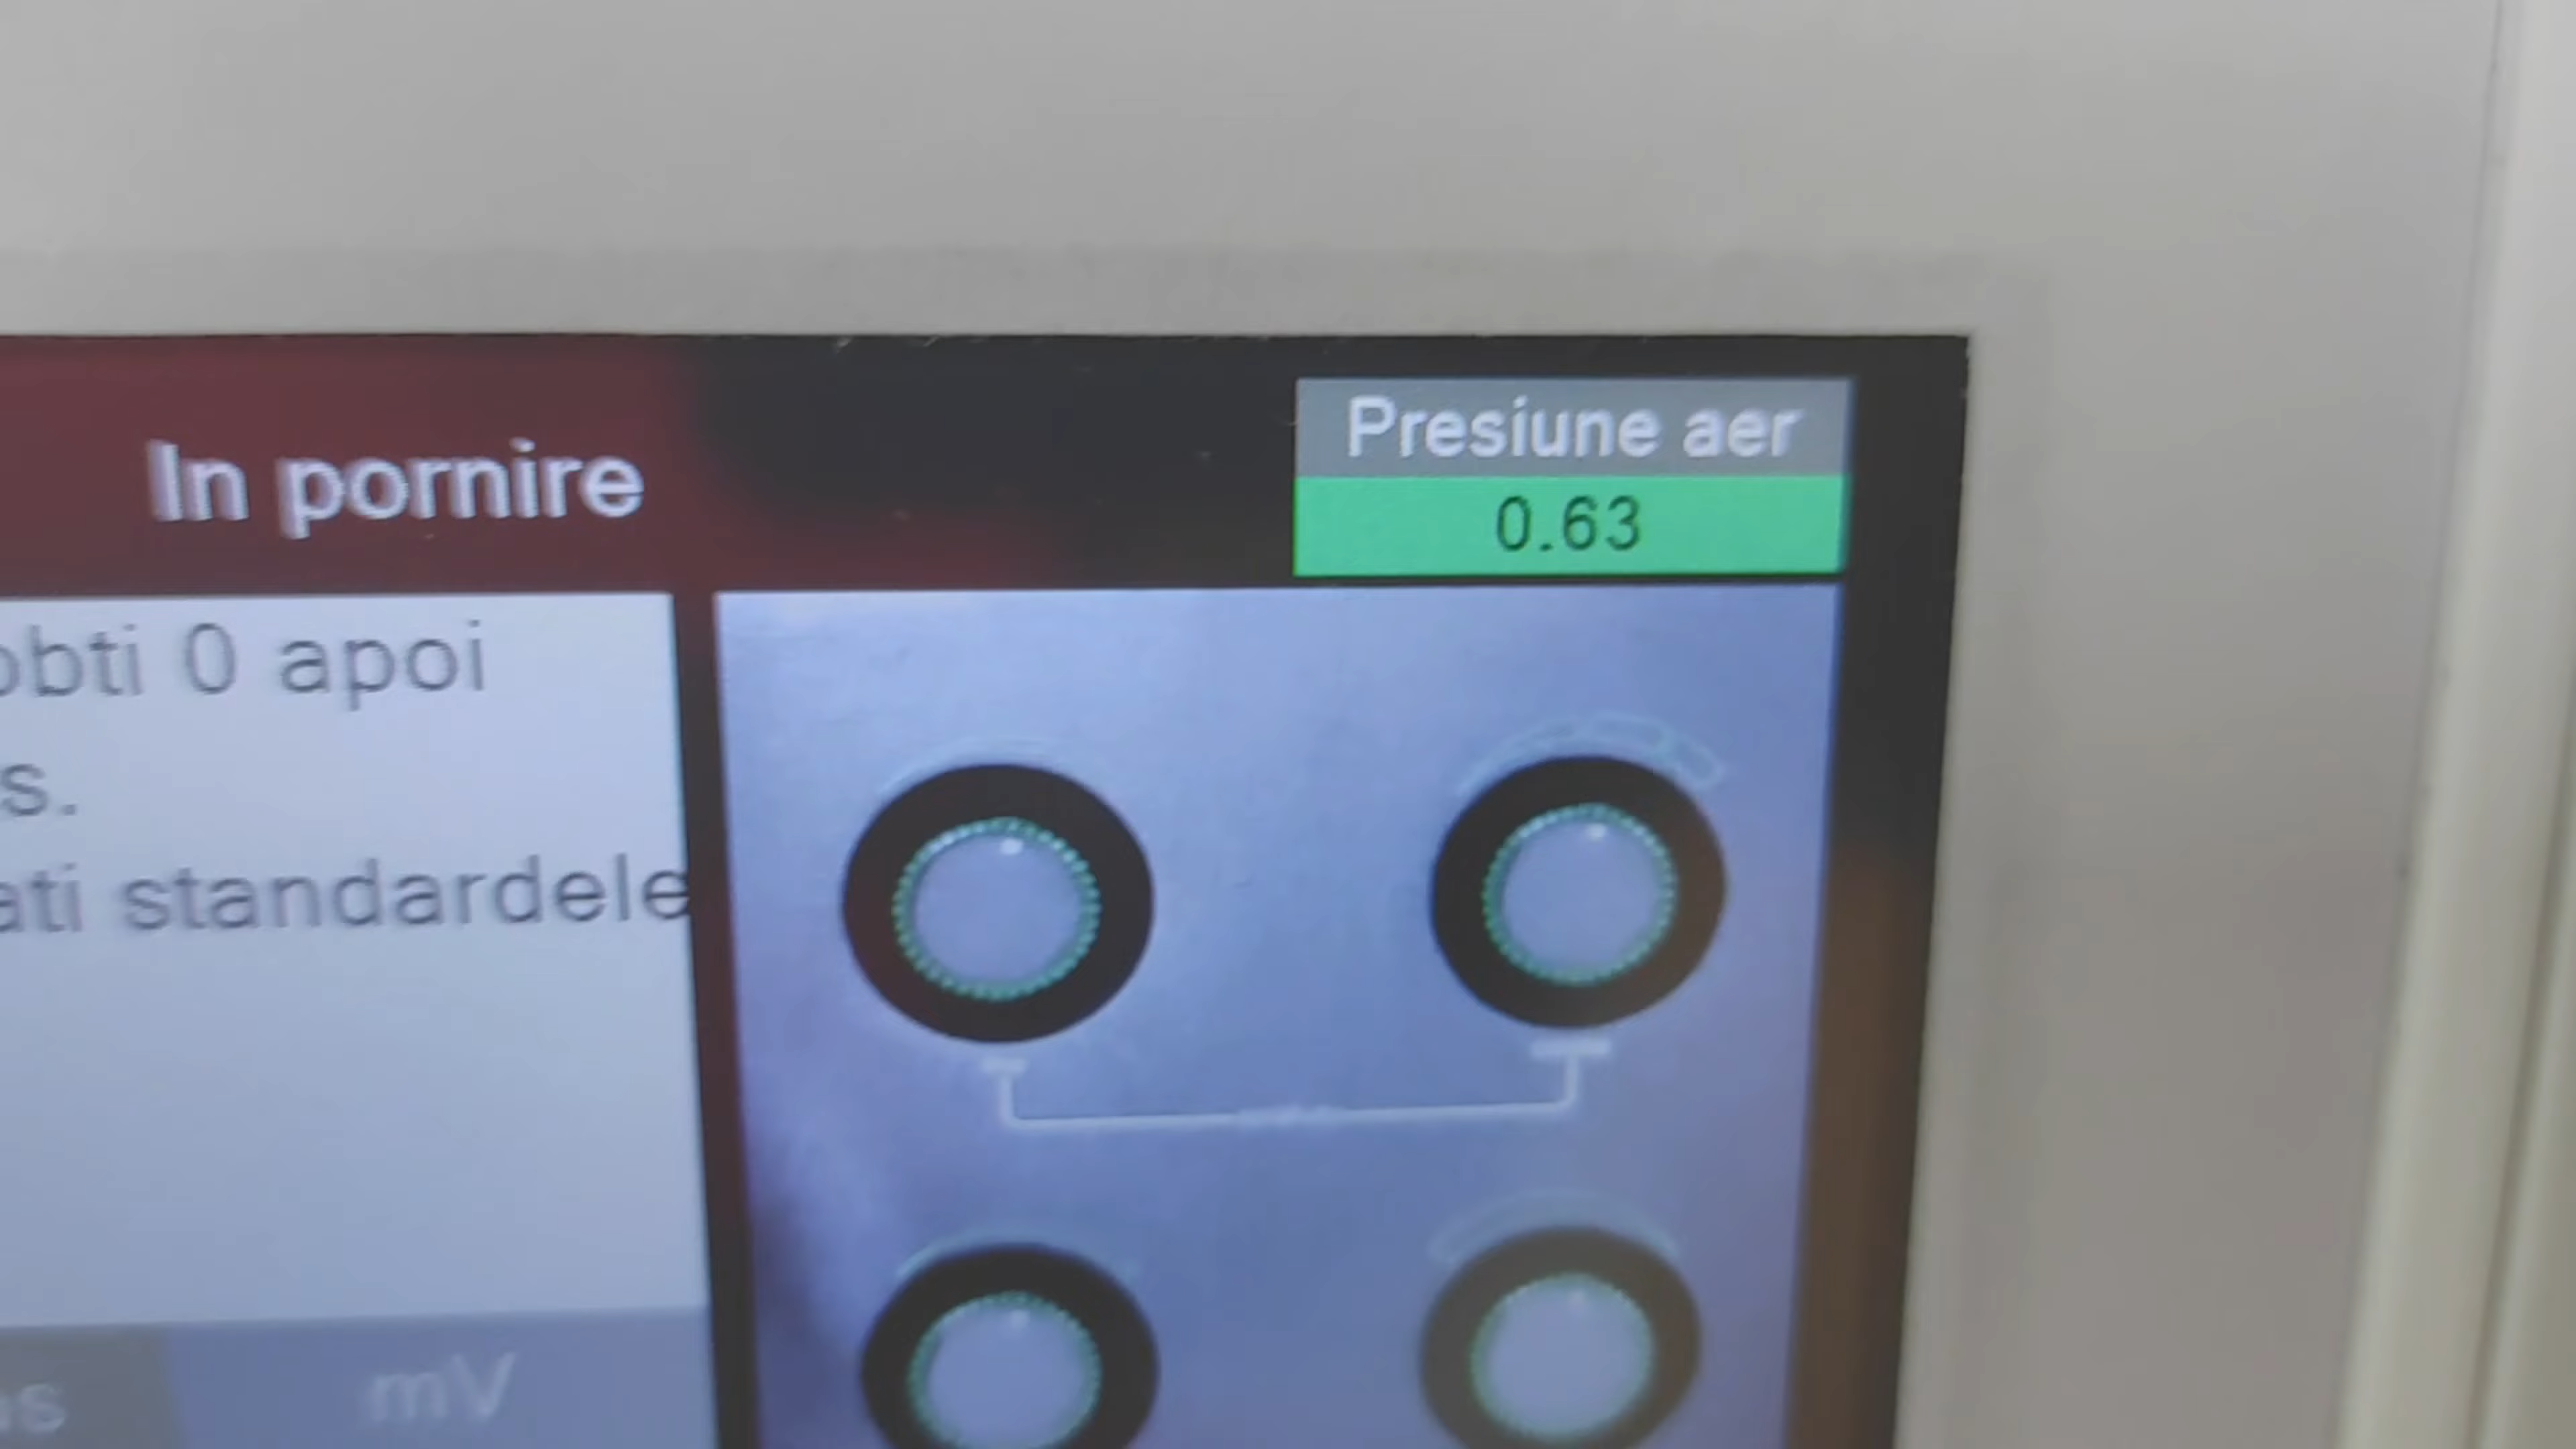 In pornire
Presiune aer
0.63
obti 0 apoi
s.
ati standardele
mV